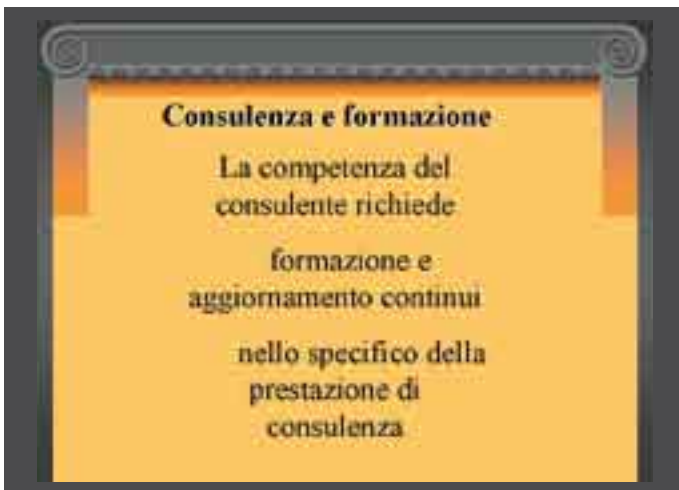 Consulenza e formazione
La competenza del
consulente richiede
formazione e
aggiornamento continui
nello specifico della
prestazione di
consulenza